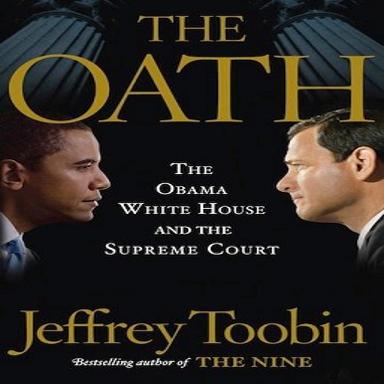 THE
OATH
THE
OBAMA
WHITE HOUSE
AND THE
SUPREME COURT
Jeffrey Toobin
Bestselling author of THE NINE